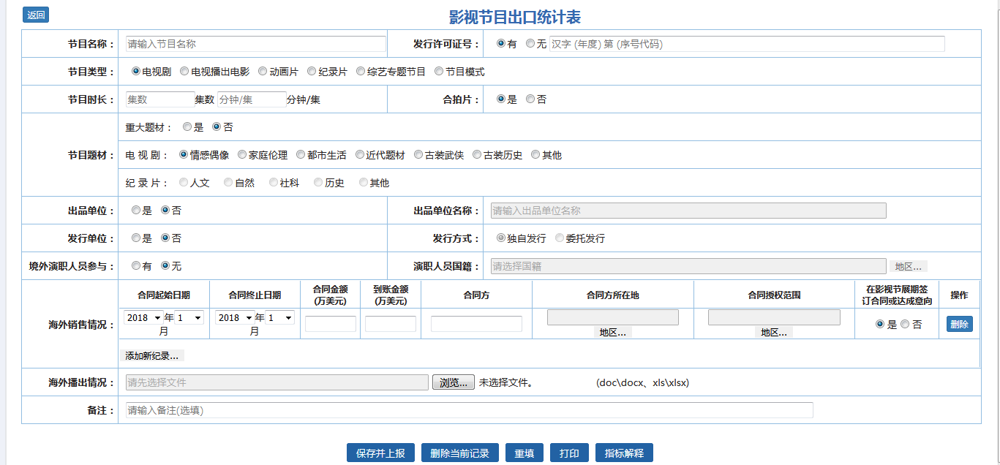 返回
影视节目出口统计表
节目名称： 请输入节目名称 发行许可证号： 有 无 汉字 (年度) 第 (序号代码)
节目类型： 电视剧 电视播出电影 动画片 纪录片 综艺专题节目 节目模式
节目时长： 集数 集数 分钟/集 分钟/集 合拍片： 是 否
重大题材： 是 否
节目题材： 电 视 剧： 情感偶像 家庭伦理 都市生活 近代题材 古装武侠 古装历史 其他
纪 录 片： 人文 自然 社科 历史 其他
出品单位： 是 否 出品单位名称： 请输入出品单位名称
发行单位： 是 否 发行方式： 独自发行 委托发行
境外演职人员参与： 有 无 演职人员国籍： 请选择国籍 地区...
合同起始日期 合同终止日期 合同金额(万美元) 到账金额(万美元) 合同方 合同方所在地 合同授权范围 在影视节展期签订合同或达成意向 操作
海外销售情况： 2018 年 1 月 2018 年 1 月 地区... 地区... 是 否 删除
添加新纪录...
海外播出情况： 请先选择文件 浏览... 未选择文件。 (doc\docx、xls\xlsx)
备注： 请输入备注(选填)
保存并上报 删除当前记录 重填 打印 指标解释